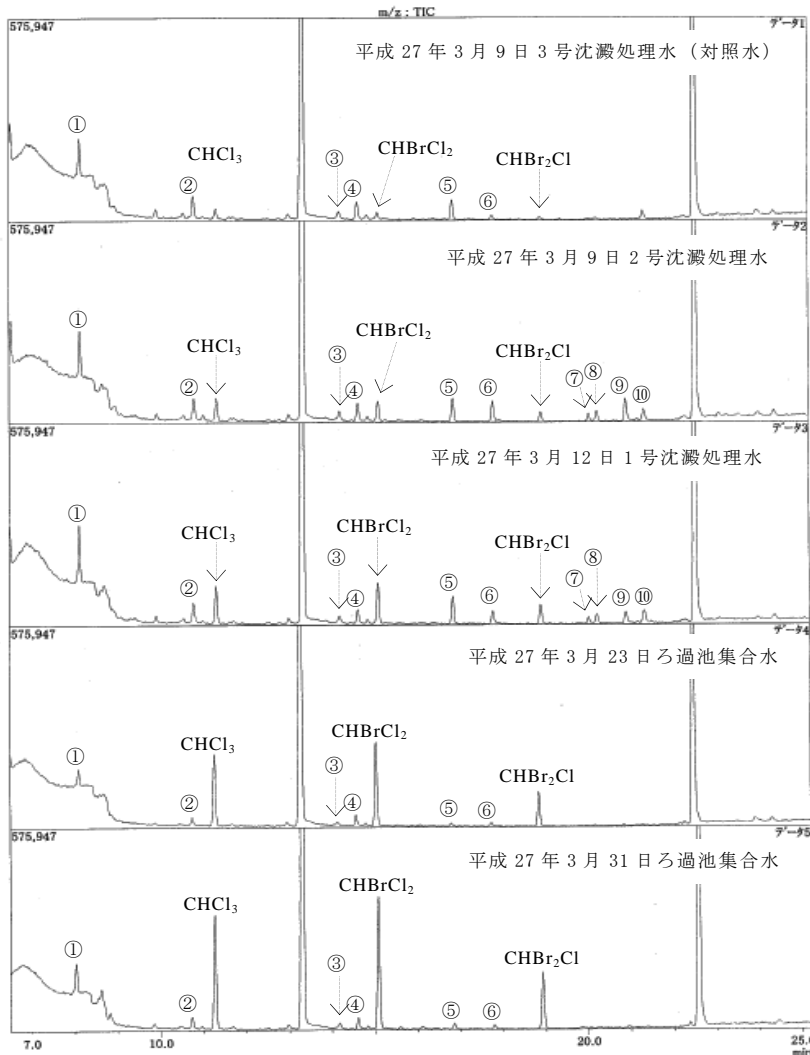 m/z : TIC
575,947
データ1
平成 27 年 3 月 9 日 3 号沈澱処理水（対照水）
①
CHCl₃
②
③
④
CHBrCl₂
⑤
⑥
CHBr₂Cl
575,947
データ2
平成 27 年 3 月 9 日 2 号沈澱処理水
①
CHCl₃
②
③
④
CHBrCl₂
⑤
⑥
CHBr₂Cl
⑦
⑧
⑨
⑩
575,947
データ3
平成 27 年 3 月 12 日 1 号沈澱処理水
①
CHCl₃
②
③
④
CHBrCl₂
⑤
⑥
CHBr₂Cl
⑦
⑧
⑨
⑩
575,947
データ4
平成 27 年 3 月 23 日ろ過池集合水
①
CHCl₃
②
③
④
CHBrCl₂
⑤
⑥
CHBr₂Cl
575,947
データ5
平成 27 年 3 月 31 日ろ過池集合水
①
CHCl₃
②
③
④
CHBrCl₂
⑤
⑥
CHBr₂Cl
7.0 10.0 20.0